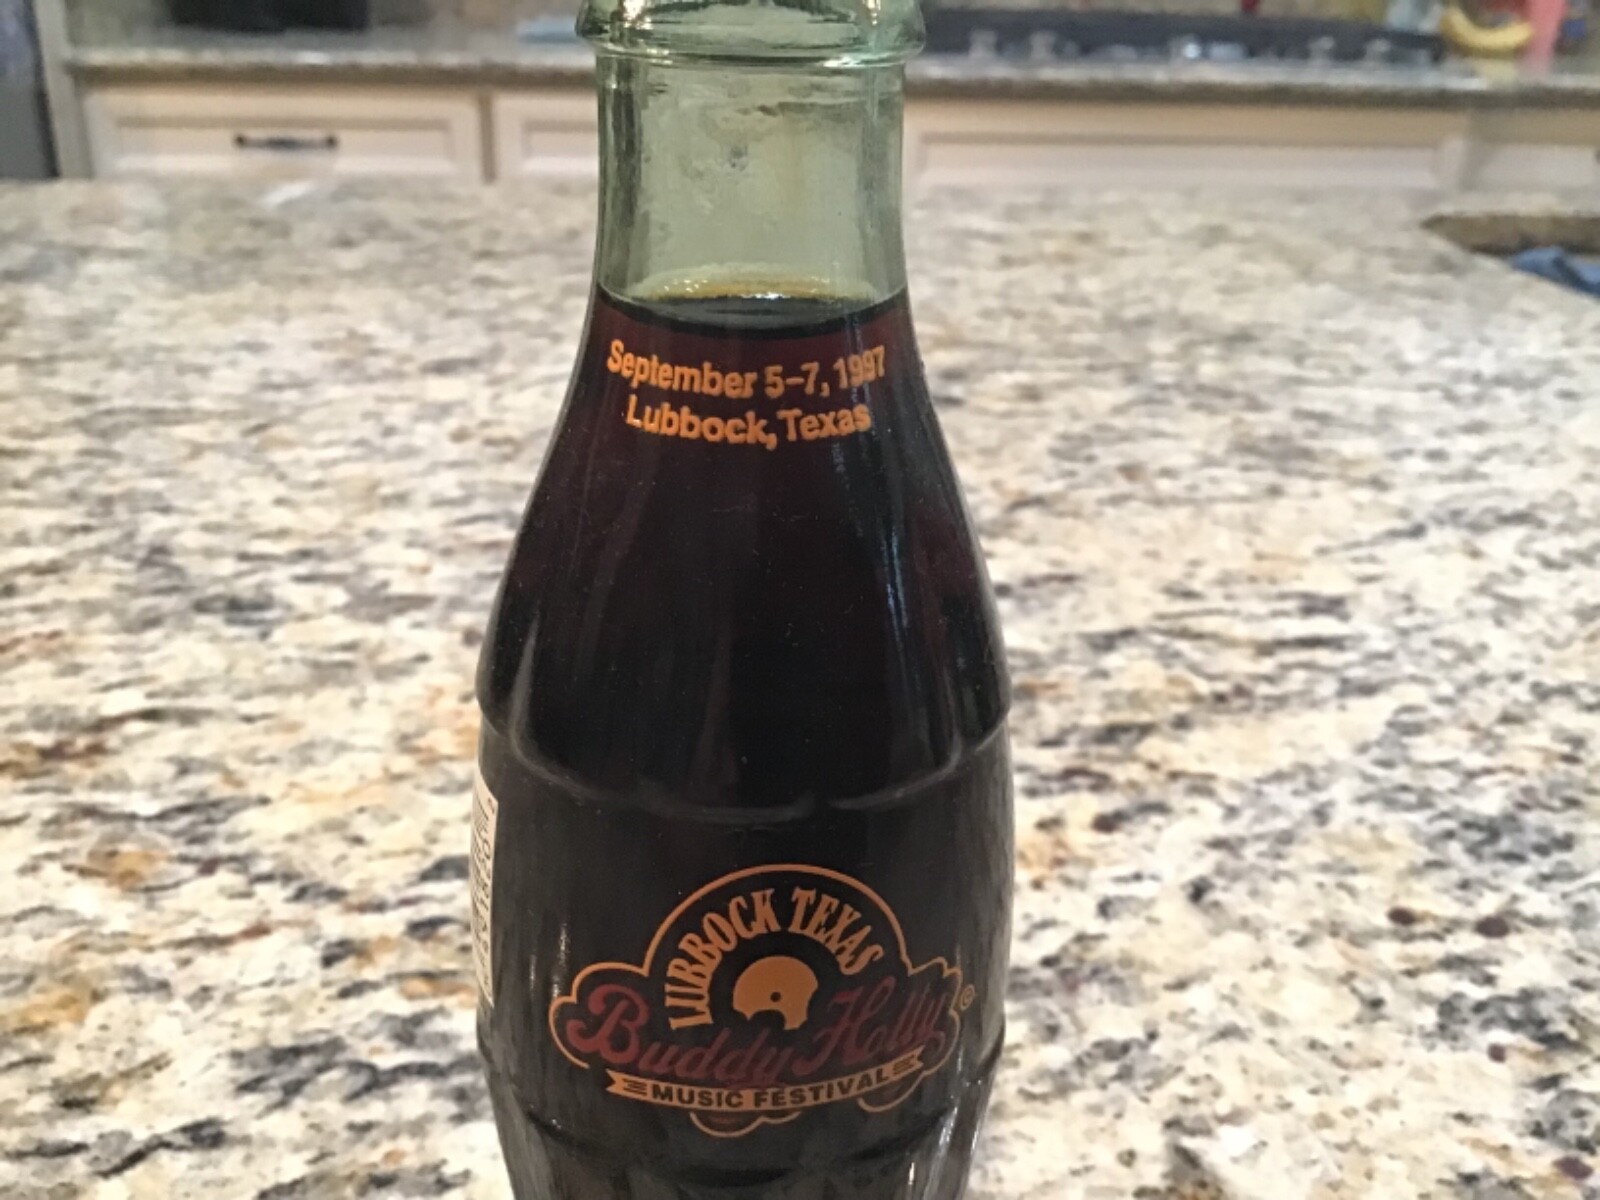 September 5-7, 1997
Lubbock, Texas
LUBBOCK TEXAS
Buddy Holly ©
MUSIC FESTIVAL